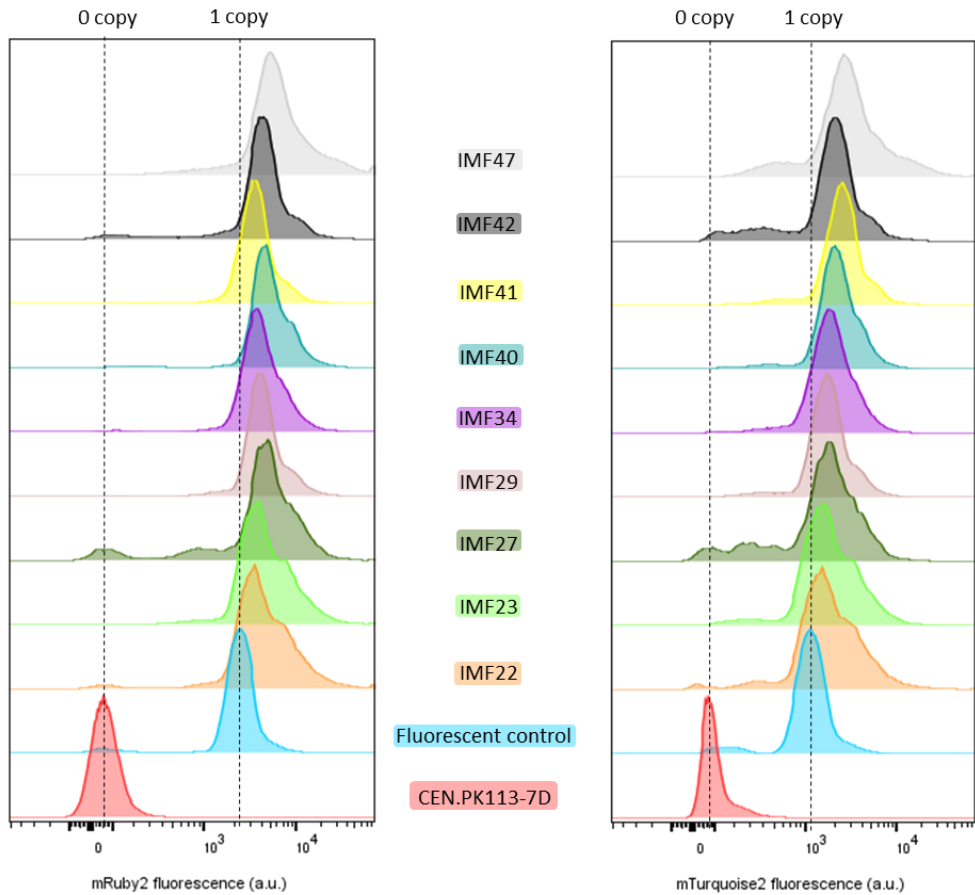 0 copy 1 copy 0 copy 1 copy
IMF47
IMF42
IMF41
IMF40
IMF34
IMF29
IMF27
IMF23
IMF22
Fluorescent control
CEN.PK113-7D
0 10³ 10⁴ 0 10³ 10⁴
mRuby2 fluorescence (a.u.) mTurquoise2 fluorescence (a.u.)